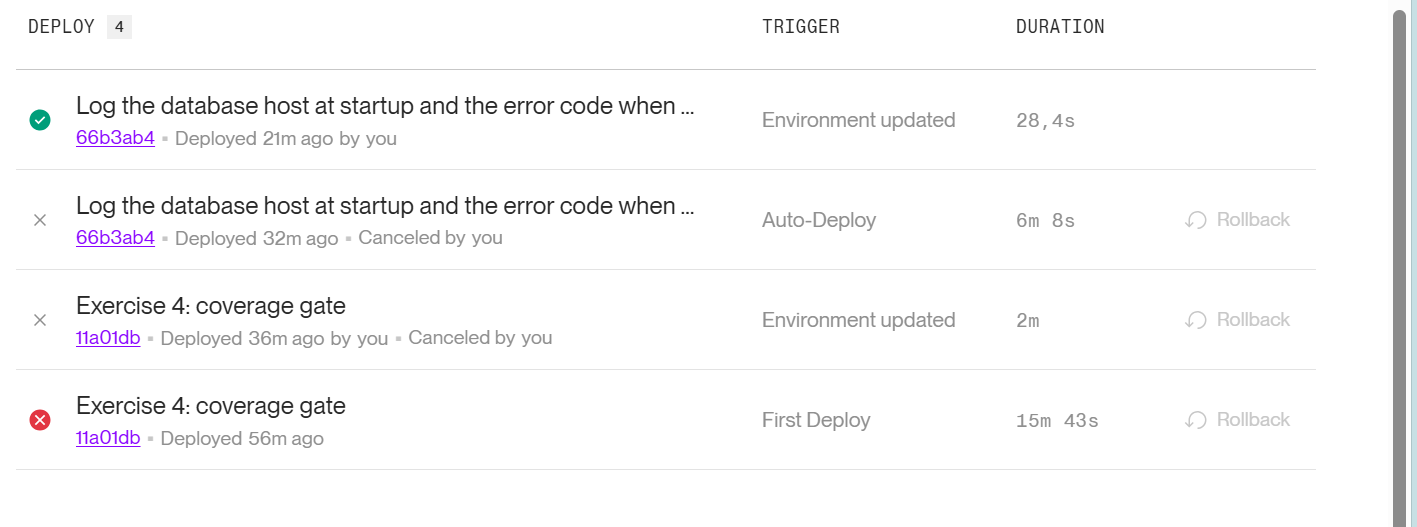 DEPLOY 4 TRIGGER DURATION
Log the database host at startup and the error code when ...
66b3ab4 ▪ Deployed 21m ago by you
Environment updated
28,4s
Log the database host at startup and the error code when ...
66b3ab4 ▪ Deployed 32m ago ▪ Canceled by you
Auto-Deploy
6m 8s
Rollback
Exercise 4: coverage gate
11a01db ▪ Deployed 36m ago by you ▪ Canceled by you
Environment updated
2m
Rollback
Exercise 4: coverage gate
11a01db ▪ Deployed 56m ago
First Deploy
15m 43s
Rollback